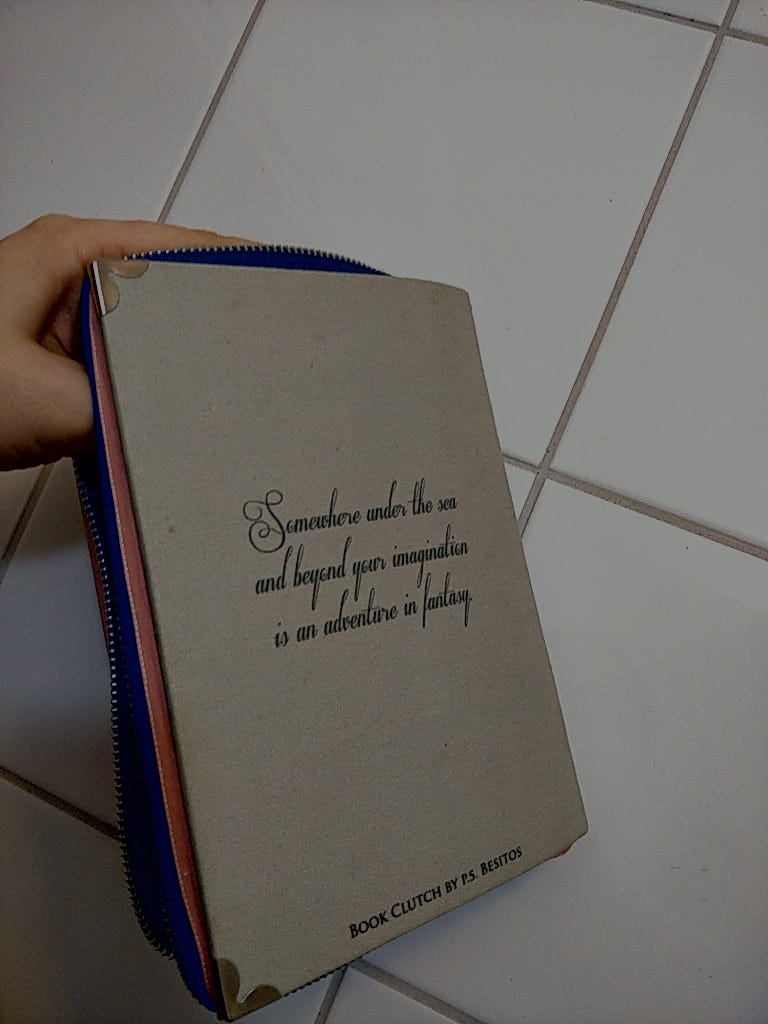 Somewhere under the sea
and beyond your imagination
is an adventure in fantasy.
BOOK CLUTCH BY P.S. BESITOS